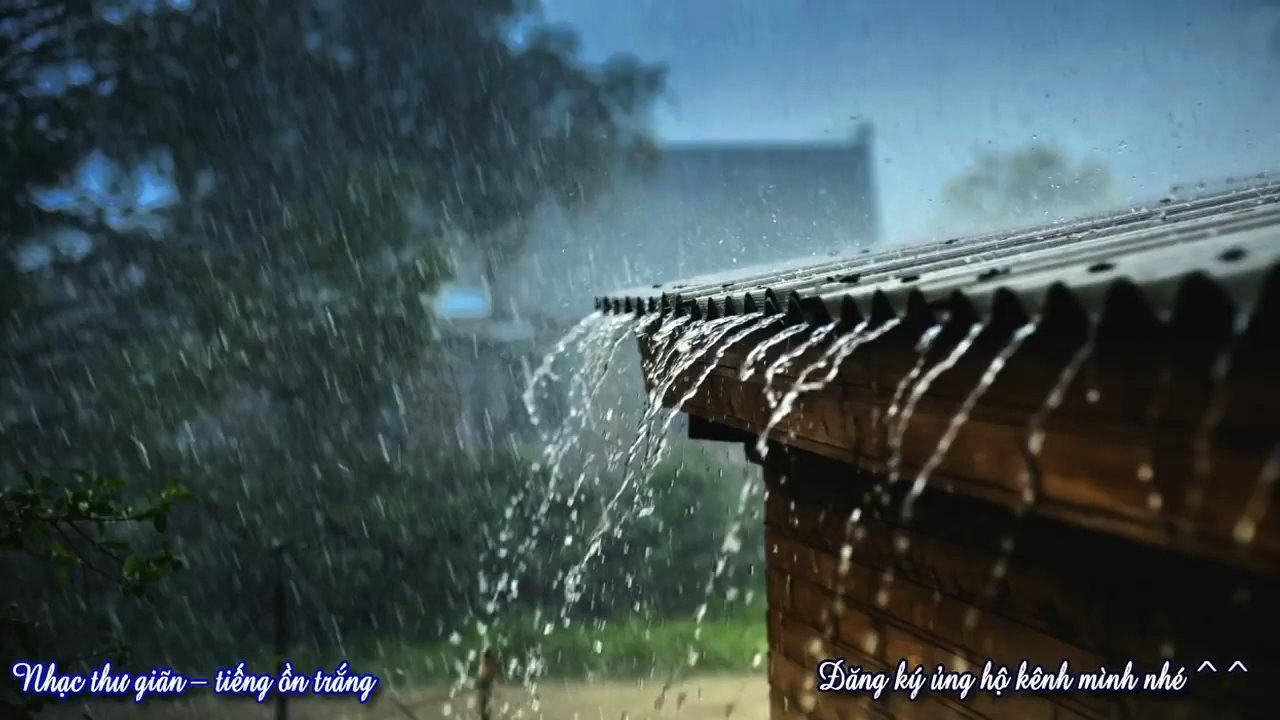 Nhạc thư giãn – tiếng ồn trắng
Đăng ký ủng hộ kênh mình nhé ^ ^